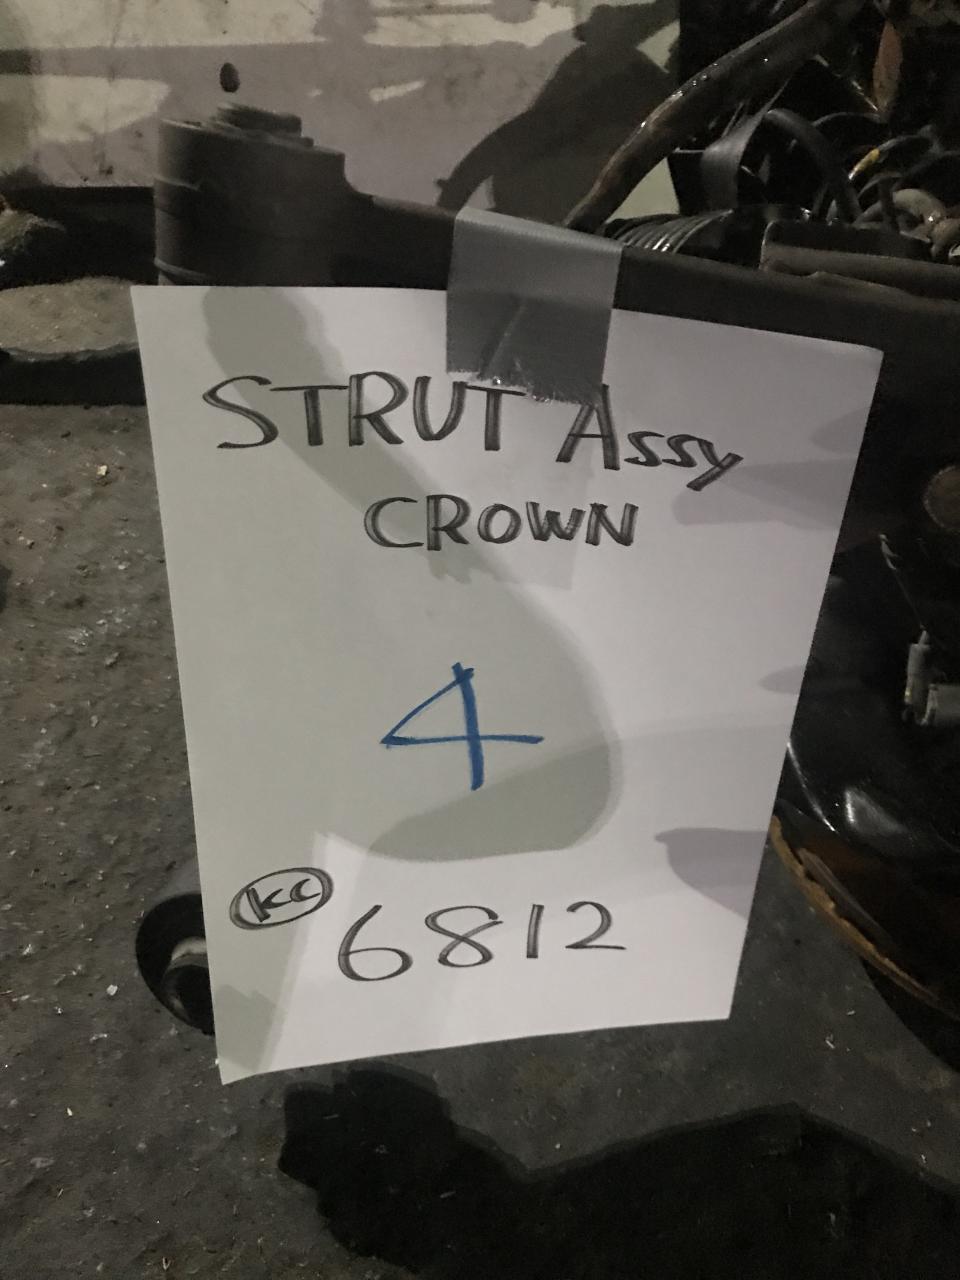 STRUT Assy
CROWN
4
KC 6812